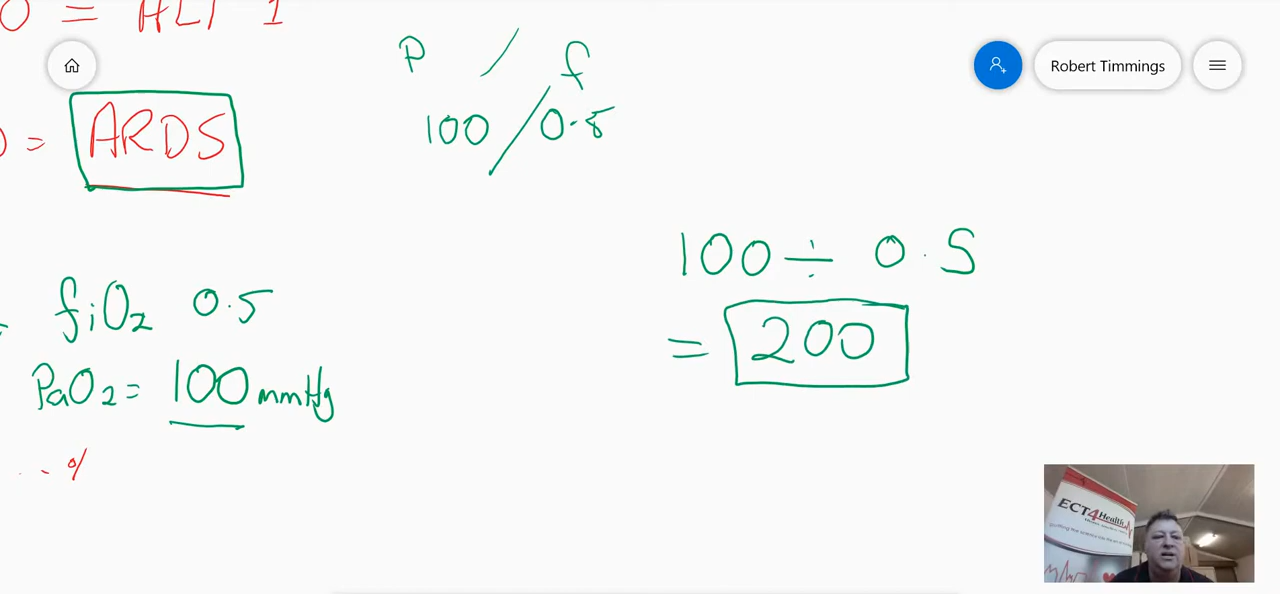 O = ALI 1
P / f
Robert Timmings
100 / 0.5
= ARDS
100 ÷ 0.5
= 200
fiO2 0.5
PaO2 = 100 mmHg
%
ECT4Health